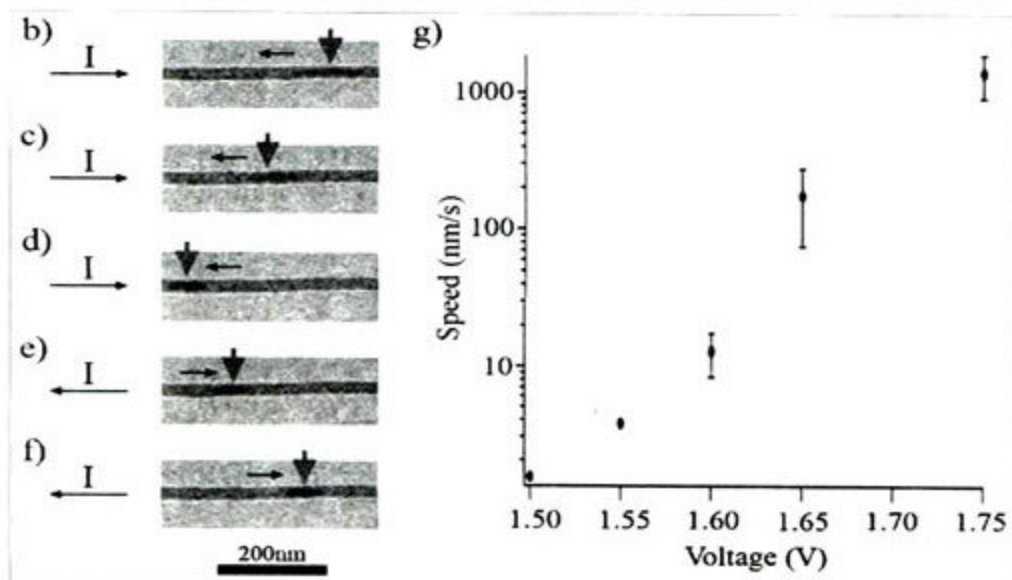 b)
I
c)
I
d)
I
e)
I
f)
I
200nm
g)
Speed (nm/s)
1000
100
10
1.50 1.55 1.60 1.65 1.70 1.75
Voltage (V)